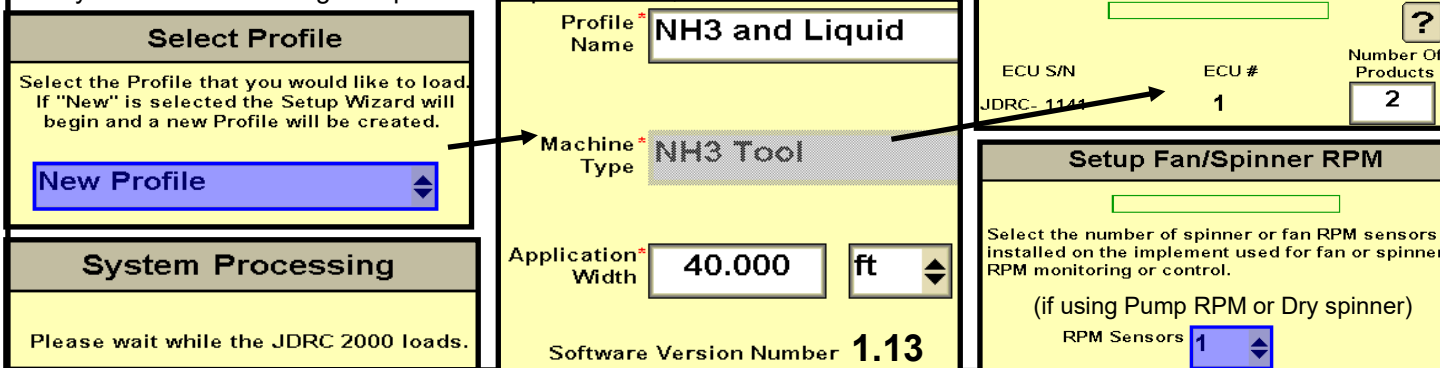 Select Profile
Select the Profile that you would like to load.
If "New" is selected the Setup Wizard will
begin and a new Profile will be created.
New Profile
System Processing
Please wait while the JDRC 2000 loads.
Profile*
Name
NH3 and Liquid
Machine*
Type
NH3 Tool
Application*
Width
40.000
ft
Software Version Number 1.13
?
Number Of
Products
ECU S/N
ECU #
JDRC- 1141
1
2
Setup Fan/Spinner RPM
Select the number of spinner or fan RPM sensors
installed on the implement used for fan or spinner
RPM monitoring or control.
(if using Pump RPM or Dry spinner)
RPM Sensors
1